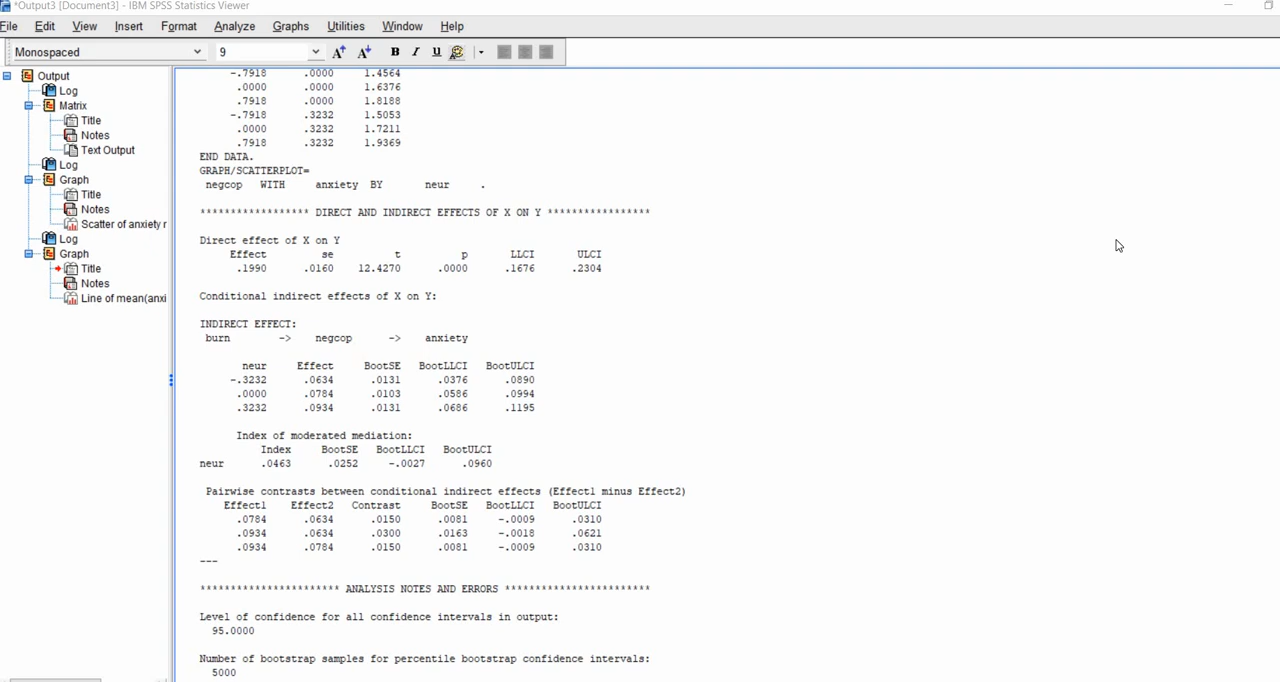 *Output3 [Document3] - IBM SPSS Statistics Viewer
File Edit View Insert Format Analyze Graphs Utilities Window Help
Monospaced 9 B I U
Output
Log
Matrix
Title
Notes
Text Output
Log
Graph
Title
Notes
Scatter of anxiety r
Log
Graph
Title
Notes
Line of mean(anxi
-.7918 .0000 1.4564
.0000 .0000 1.6376
.7918 .0000 1.8188
-.7918 .3232 1.5053
.0000 .3232 1.7211
.7918 .3232 1.9369
END DATA.
GRAPH/SCATTERPLOT=
negcop WITH anxiety BY neur .
****************** DIRECT AND INDIRECT EFFECTS OF X ON Y *****************
Direct effect of X on Y
Effect se t p LLCI ULCI
.1990 .0160 12.4270 .0000 .1676 .2304
Conditional indirect effects of X on Y:
INDIRECT EFFECT:
burn -> negcop -> anxiety
neur Effect BootSE BootLLCI BootULCI
-.3232 .0634 .0131 .0376 .0890
.0000 .0784 .0103 .0586 .0994
.3232 .0934 .0131 .0686 .1195
Index of moderated mediation:
Index BootSE BootLLCI BootULCI
neur .0463 .0252 -.0027 .0960
Pairwise contrasts between conditional indirect effects (Effect1 minus Effect2)
Effect1 Effect2 Contrast BootSE BootLLCI BootULCI
.0784 .0634 .0150 .0081 -.0009 .0310
.0934 .0634 .0300 .0163 -.0018 .0621
.0934 .0784 .0150 .0081 -.0009 .0310
---
*********************** ANALYSIS NOTES AND ERRORS ************************
Level of confidence for all confidence intervals in output:
95.0000
Number of bootstrap samples for percentile bootstrap confidence intervals:
5000